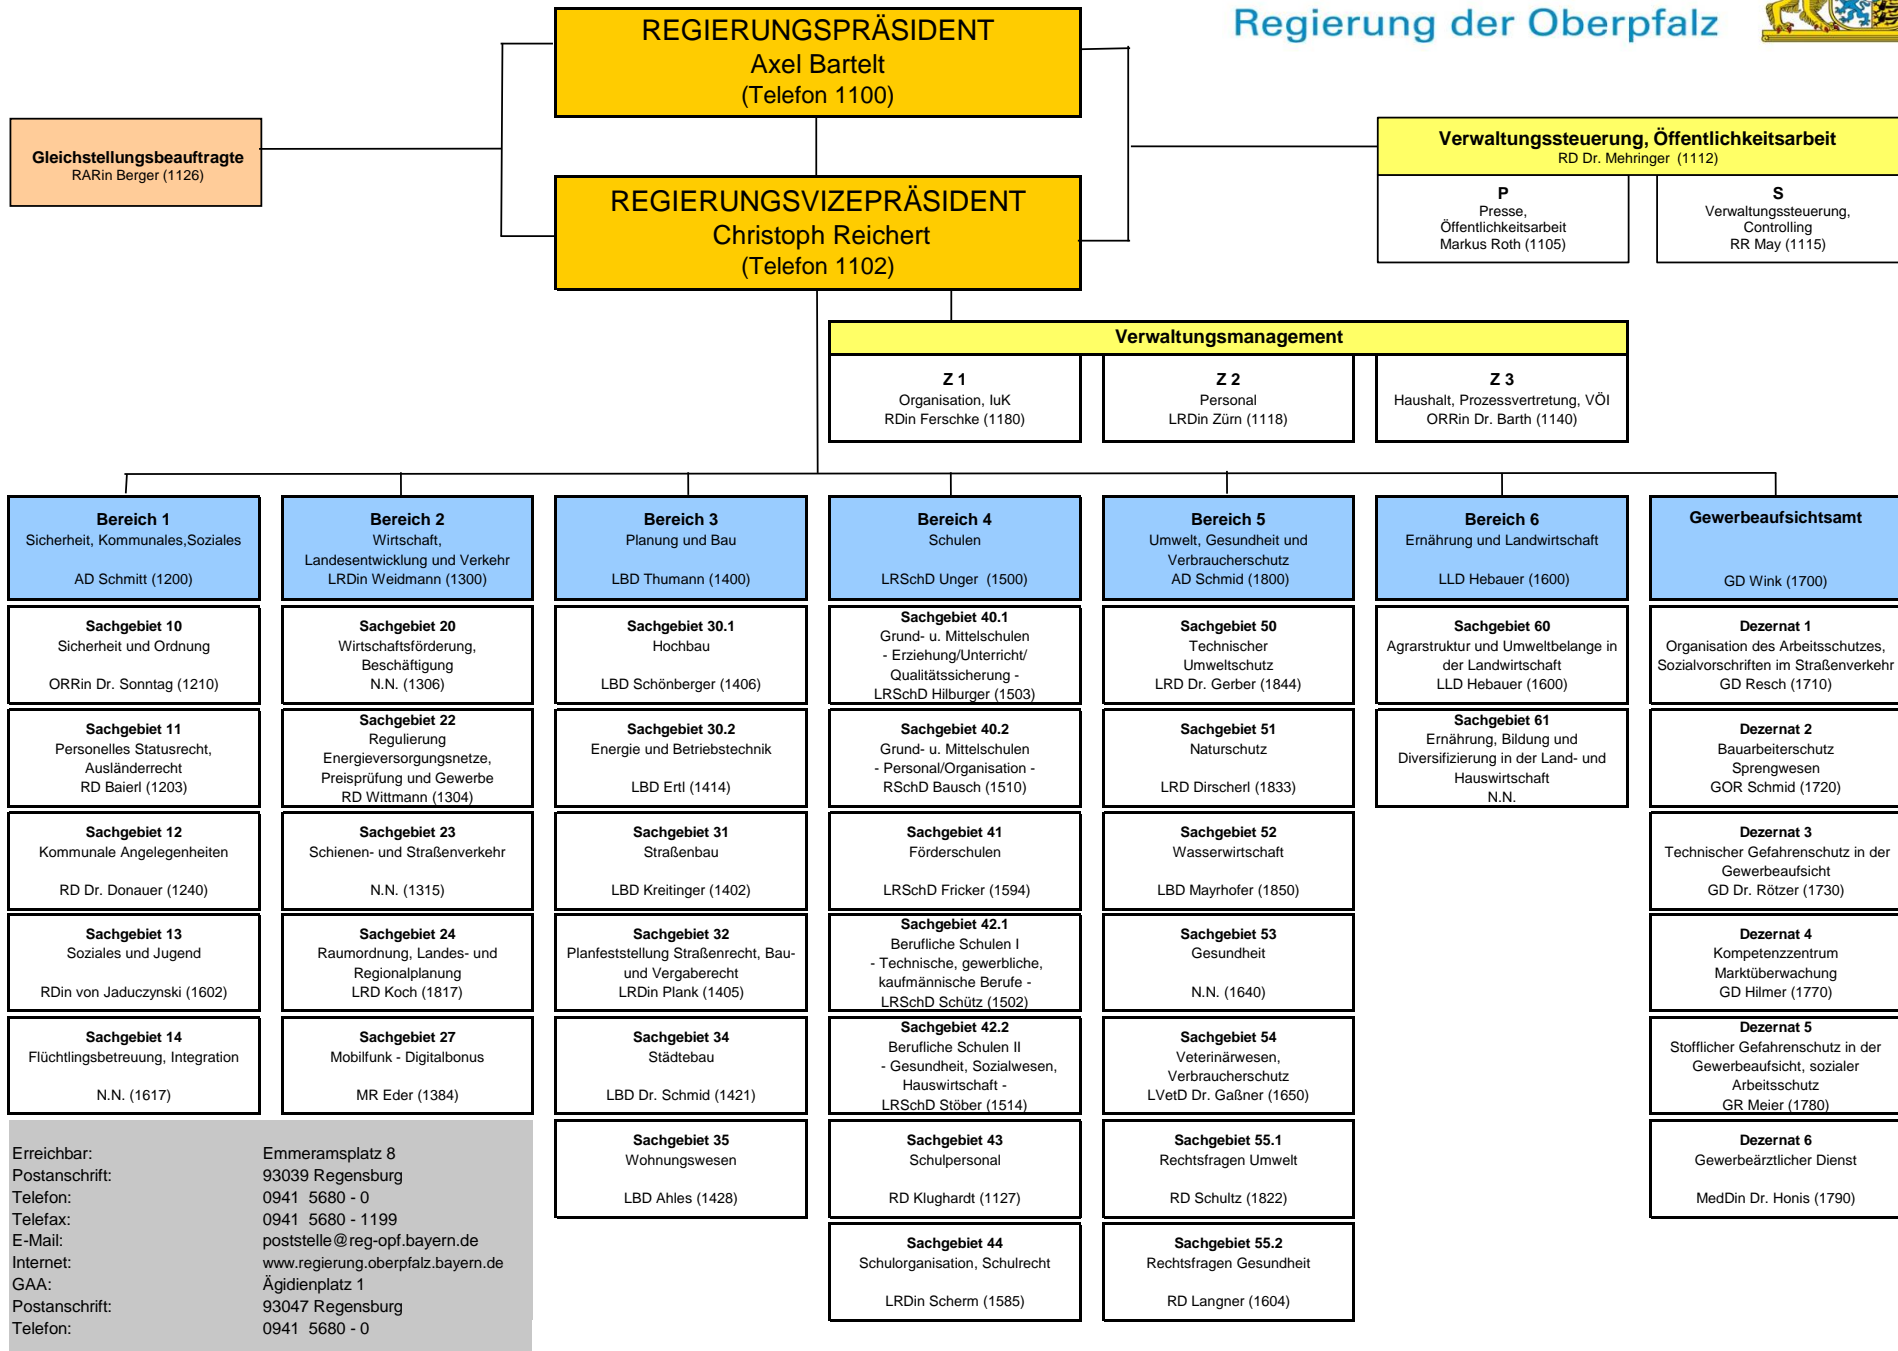 Regierung der Oberpfalz
REGIERUNGSPRÄSIDENT
Axel Bartelt
(Telefon 1100)
Gleichstellungsbeauftragte
RARin Berger (1126)
REGIERUNGSVIZEPRÄSIDENT
Christoph Reichert
(Telefon 1102)
Verwaltungssteuerung, Öffentlichkeitsarbeit
RD Dr. Mehringer (1112)
P
Presse,
Öffentlichkeitsarbeit
Markus Roth (1105)
S
Verwaltungssteuerung,
Controlling
RR May (1115)
Verwaltungsmanagement
Z 1
Organisation, IuK
RDin Ferschke (1180)
Z 2
Personal
LRDin Zürn (1118)
Z 3
Haushalt, Prozessvertretung, VÖI
ORRin Dr. Barth (1140)
Bereich 1
Sicherheit, Kommunales,Soziales
AD Schmitt (1200)
Sachgebiet 10
Sicherheit und Ordnung
ORRin Dr. Sonntag (1210)
Sachgebiet 11
Personelles Statusrecht,
Ausländerrecht
RD Baierl (1203)
Sachgebiet 12
Kommunale Angelegenheiten
RD Dr. Donauer (1240)
Sachgebiet 13
Soziales und Jugend
RDin von Jaduczynski (1602)
Sachgebiet 14
Flüchtlingsbetreuung, Integration
N.N. (1617)
Bereich 2
Wirtschaft,
Landesentwicklung und Verkehr
LRDin Weidmann (1300)
Sachgebiet 20
Wirtschaftsförderung,
Beschäftigung
N.N. (1306)
Sachgebiet 22
Regulierung
Energieversorgungsnetze,
Preisprüfung und Gewerbe
RD Wittmann (1304)
Sachgebiet 23
Schienen- und Straßenverkehr
N.N. (1315)
Sachgebiet 24
Raumordnung, Landes- und
Regionalplanung
LRD Koch (1817)
Sachgebiet 27
Mobilfunk - Digitalbonus
MR Eder (1384)
Bereich 3
Planung und Bau
LBD Thumann (1400)
Sachgebiet 30.1
Hochbau
LBD Schönberger (1406)
Sachgebiet 30.2
Energie und Betriebstechnik
LBD Ertl (1414)
Sachgebiet 31
Straßenbau
LBD Kreitinger (1402)
Sachgebiet 32
Planfeststellung Straßenrecht, Bau-
und Vergaberecht
LRDin Plank (1405)
Sachgebiet 34
Städtebau
LBD Dr. Schmid (1421)
Sachgebiet 35
Wohnungswesen
LBD Ahles (1428)
Bereich 4
Schulen
LRSchD Unger (1500)
Sachgebiet 40.1
Grund- u. Mittelschulen
- Erziehung/Unterricht/
Qualitätssicherung -
LRSchD Hilburger (1503)
Sachgebiet 40.2
Grund- u. Mittelschulen
- Personal/Organisation -
RSchD Bausch (1510)
Sachgebiet 41
Förderschulen
LRSchD Fricker (1594)
Sachgebiet 42.1
Berufliche Schulen I
- Technische, gewerbliche,
kaufmännische Berufe -
LRSchD Schütz (1502)
Sachgebiet 42.2
Berufliche Schulen II
- Gesundheit, Sozialwesen,
Hauswirtschaft -
LRSchD Stöber (1514)
Sachgebiet 43
Schulpersonal
RD Klughardt (1127)
Sachgebiet 44
Schulorganisation, Schulrecht
LRDin Scherm (1585)
Bereich 5
Umwelt, Gesundheit und
Verbraucherschutz
AD Schmid (1800)
Sachgebiet 50
Technischer
Umweltschutz
LRD Dr. Gerber (1844)
Sachgebiet 51
Naturschutz
LRD Dirscherl (1833)
Sachgebiet 52
Wasserwirtschaft
LBD Mayrhofer (1850)
Sachgebiet 53
Gesundheit
N.N. (1640)
Sachgebiet 54
Veterinärwesen,
Verbraucherschutz
LVetD Dr. Gaßner (1650)
Sachgebiet 55.1
Rechtsfragen Umwelt
RD Schultz (1822)
Sachgebiet 55.2
Rechtsfragen Gesundheit
RD Langner (1604)
Bereich 6
Ernährung und Landwirtschaft
LLD Hebauer (1600)
Sachgebiet 60
Agrarstruktur und Umweltbelange in
der Landwirtschaft
LLD Hebauer (1600)
Sachgebiet 61
Ernährung, Bildung und
Diversifizierung in der Land- und
Hauswirtschaft
N.N.
Gewerbeaufsichtsamt
GD Wink (1700)
Dezernat 1
Organisation des Arbeitsschutzes,
Sozialvorschriften im Straßenverkehr
GD Resch (1710)
Dezernat 2
Bauarbeiterschutz
Sprengwesen
GOR Schmid (1720)
Dezernat 3
Technischer Gefahrenschutz in der
Gewerbeaufsicht
GD Dr. Rötzer (1730)
Dezernat 4
Kompetenzzentrum
Marktüberwachung
GD Hilmer (1770)
Dezernat 5
Stofflicher Gefahrenschutz in der
Gewerbeaufsicht, sozialer
Arbeitsschutz
GR Meier (1780)
Dezernat 6
Gewerbeärztlicher Dienst
MedDin Dr. Honis (1790)
Erreichbar: Emmeramsplatz 8
Postanschrift: 93039 Regensburg
Telefon: 0941 5680 - 0
Telefax: 0941 5680 - 1199
E-Mail: poststelle@reg-opf.bayern.de
Internet: www.regierung.oberpfalz.bayern.de
GAA: Ägidienplatz 1
Postanschrift: 93047 Regensburg
Telefon: 0941 5680 - 0